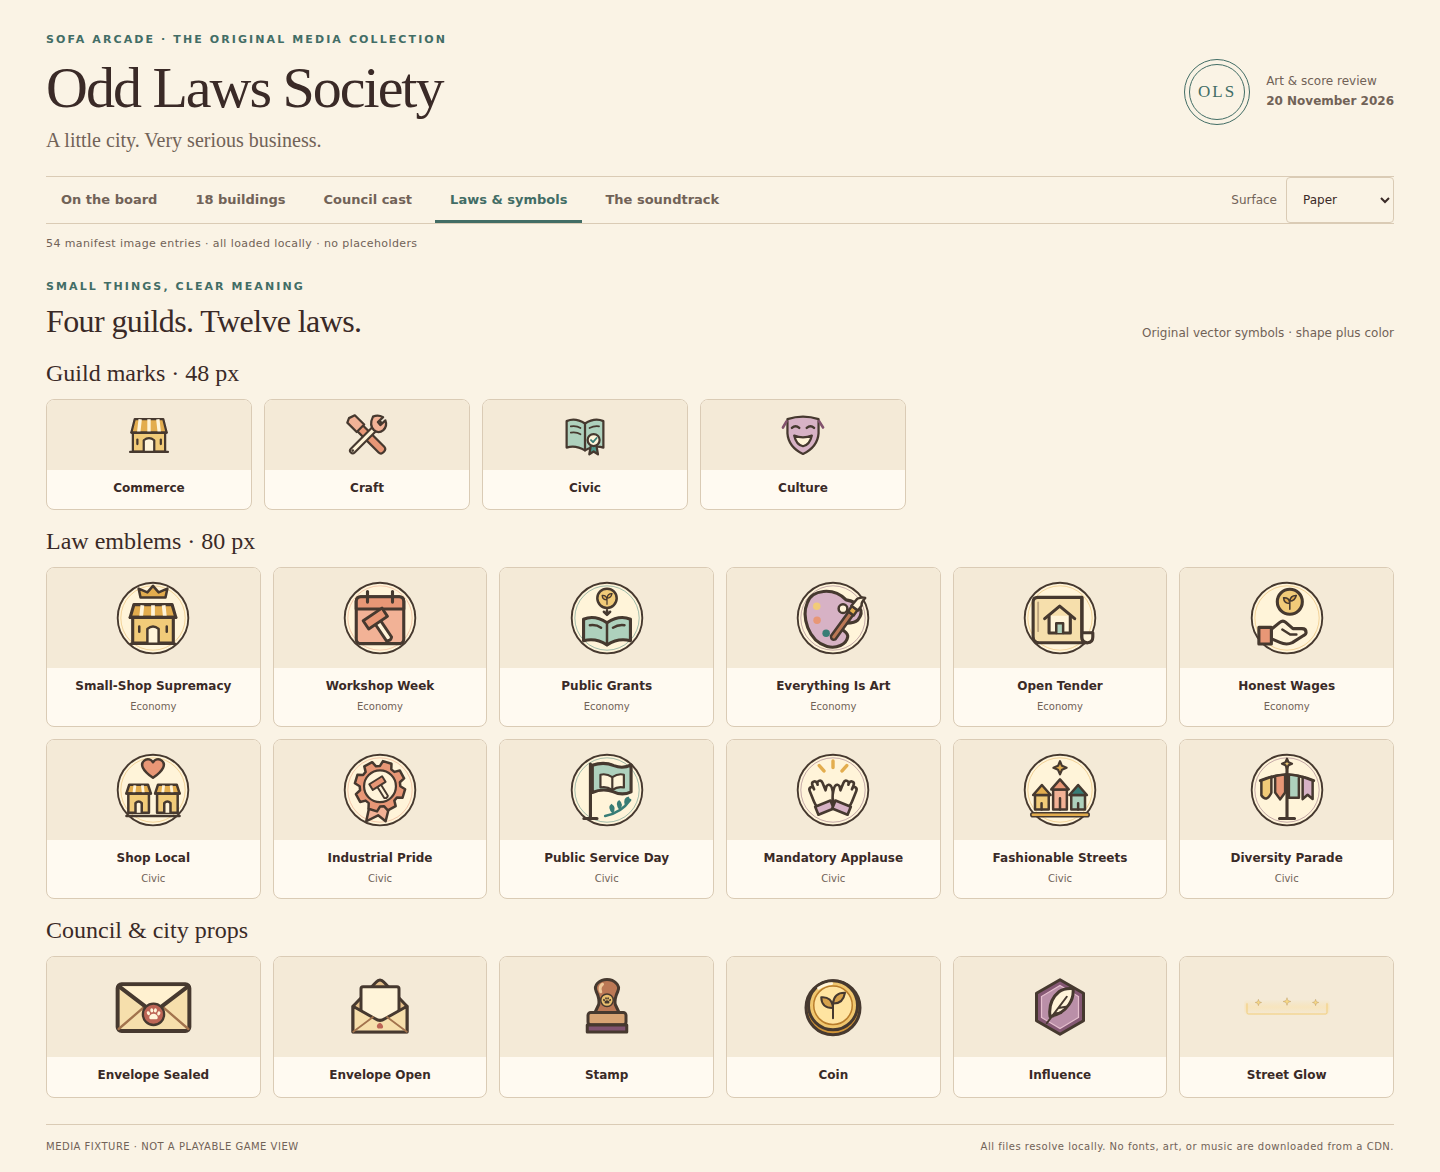 SOFA ARCADE · THE ORIGINAL MEDIA COLLECTION
Odd Laws Society
A little city. Very serious business.
OLS
Art & score review
20 November 2026
On the board
18 buildings
Council cast
Laws & symbols
The soundtrack
Surface
Paper
54 manifest image entries · all loaded locally · no placeholders
SMALL THINGS, CLEAR MEANING
Four guilds. Twelve laws.
Original vector symbols · shape plus color
Guild marks · 48 px
Commerce
Craft
Civic
Culture
Law emblems · 80 px
Small-Shop Supremacy
Economy
Workshop Week
Economy
Public Grants
Economy
Everything Is Art
Economy
Open Tender
Economy
Honest Wages
Economy
Shop Local
Civic
Industrial Pride
Civic
Public Service Day
Civic
Mandatory Applause
Civic
Fashionable Streets
Civic
Diversity Parade
Civic
Council & city props
Envelope Sealed
Envelope Open
Stamp
Coin
Influence
Street Glow
MEDIA FIXTURE · NOT A PLAYABLE GAME VIEW
All files resolve locally. No fonts, art, or music are downloaded from a CDN.